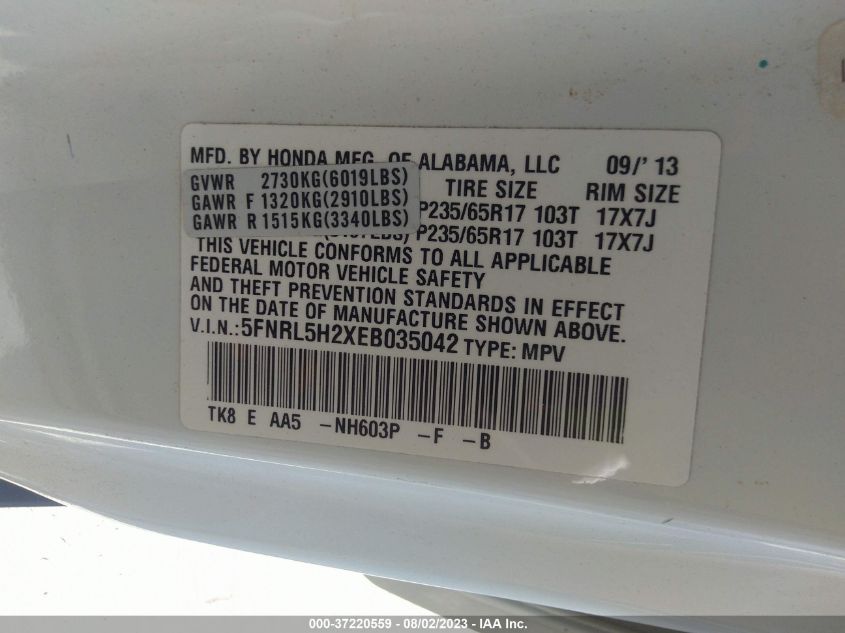 MFD. BY HONDA MFG. OF ALABAMA, LLC 09/' 13
GVWR 2730KG(6019LBS) TIRE SIZE RIM SIZE
GAWR F 1320KG(2910LBS) P235/65R17 103T 17X7J
GAWR R 1515KG(3340LBS) P235/65R17 103T 17X7J
THIS VEHICLE CONFORMS TO ALL APPLICABLE
FEDERAL MOTOR VEHICLE SAFETY
AND THEFT PREVENTION STANDARDS IN EFFECT
ON THE DATE OF MANUFACTURE SHOWN ABOVE.
V.I.N.:5FNRL5H2XEB035042 TYPE: MPV
TK8 E AA5 -NH603P -F -B
000-37220559 - 08/02/2023 - IAA Inc.